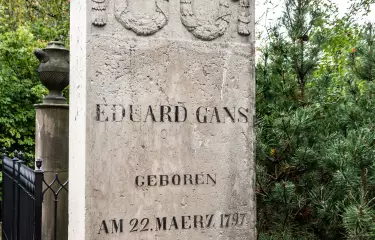 EDUARD GANS
GEBOREN
AM 22. MAERZ 1797